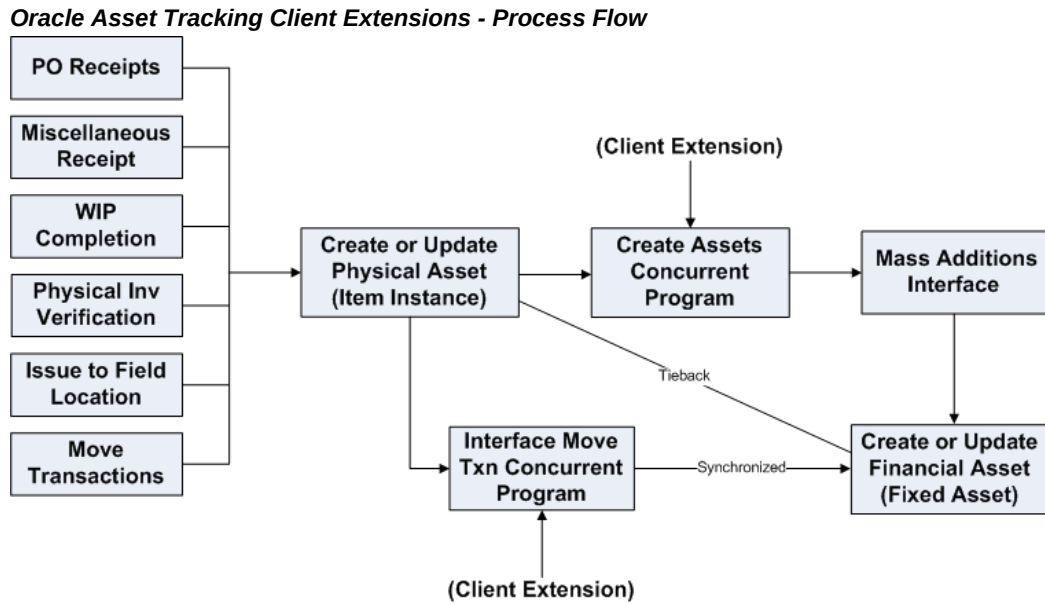 Oracle Asset Tracking Client Extensions - Process Flow
PO Receipts
Miscellaneous
Receipt
WIP
Completion
Physical Inv
Verification
Issue to Field
Location
Move
Transactions
Create or Update
Physical Asset
(Item Instance)
(Client Extension)
Create Assets
Concurrent
Program
Mass Additions
Interface
Tieback
Interface Move
Txn Concurrent
Program
Synchronized
Create or Update
Financial Asset
(Fixed Asset)
(Client Extension)